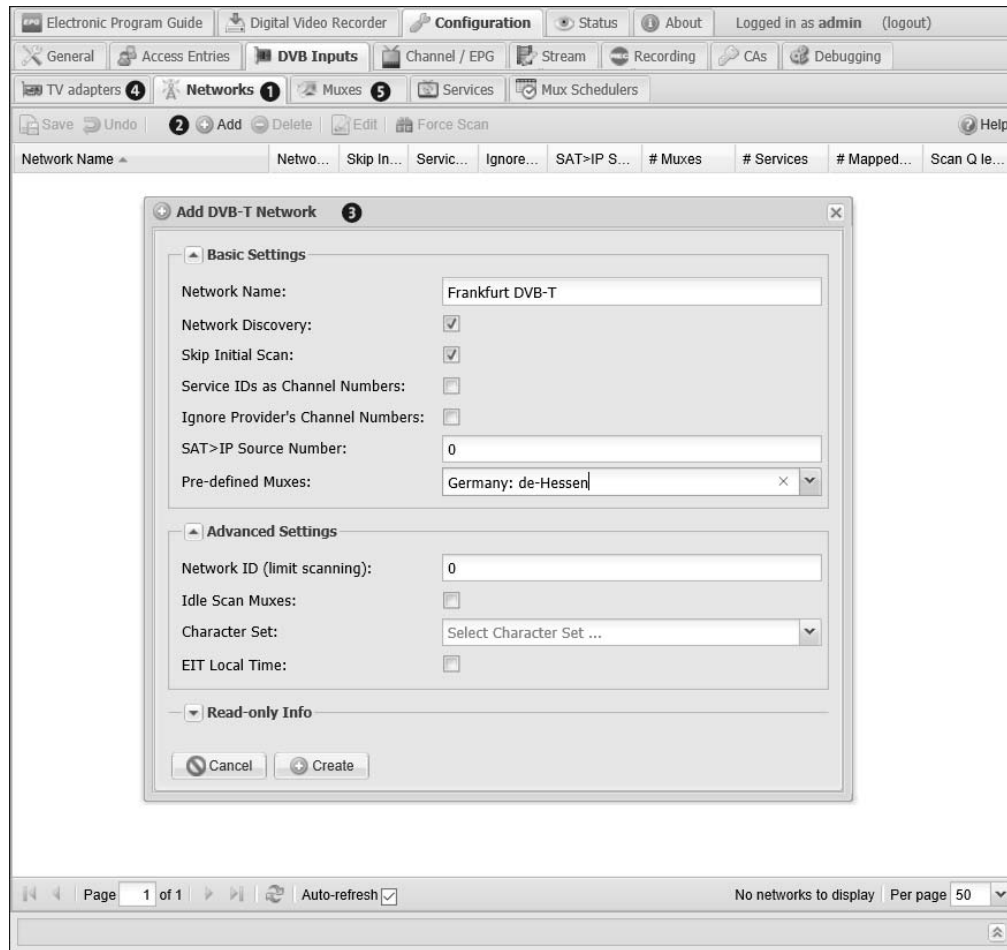 Electronic Program Guide Digital Video Recorder Configuration Status About Logged in as admin (logout)
General Access Entries DVB Inputs Channel / EPG Stream Recording CAs Debugging
TV adapters 4 Networks 1 Muxes 5 Services Mux Schedulers
Save Undo 2 Add Delete Edit Force Scan Help
Network Name Netwo... Skip In... Servic... Ignore... SAT>IP S... # Muxes # Services # Mapped... Scan Q le...
Add DVB-T Network 3
Basic Settings
Network Name: Frankfurt DVB-T
Network Discovery:
Skip Initial Scan:
Service IDs as Channel Numbers:
Ignore Provider's Channel Numbers:
SAT>IP Source Number: 0
Pre-defined Muxes: Germany: de-Hessen
Advanced Settings
Network ID (limit scanning): 0
Idle Scan Muxes:
Character Set: Select Character Set ...
EIT Local Time:
Read-only Info
Cancel Create
Page 1 of 1 Auto-refresh No networks to display Per page 50